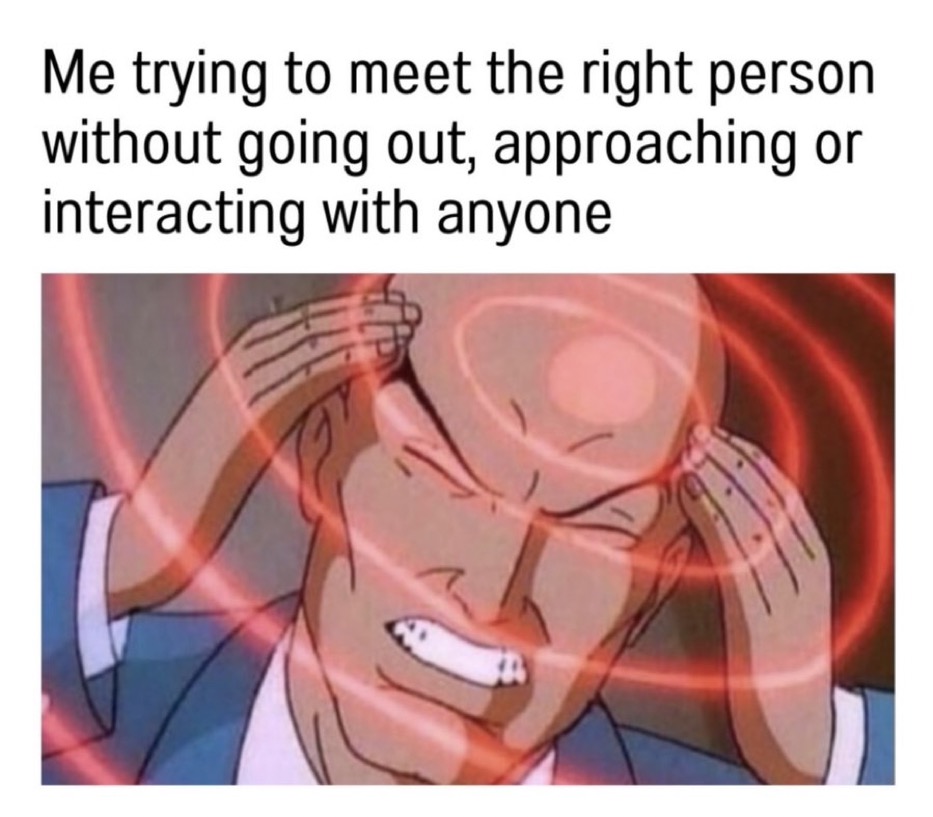 Me trying to meet the right person
without going out, approaching or
interacting with anyone